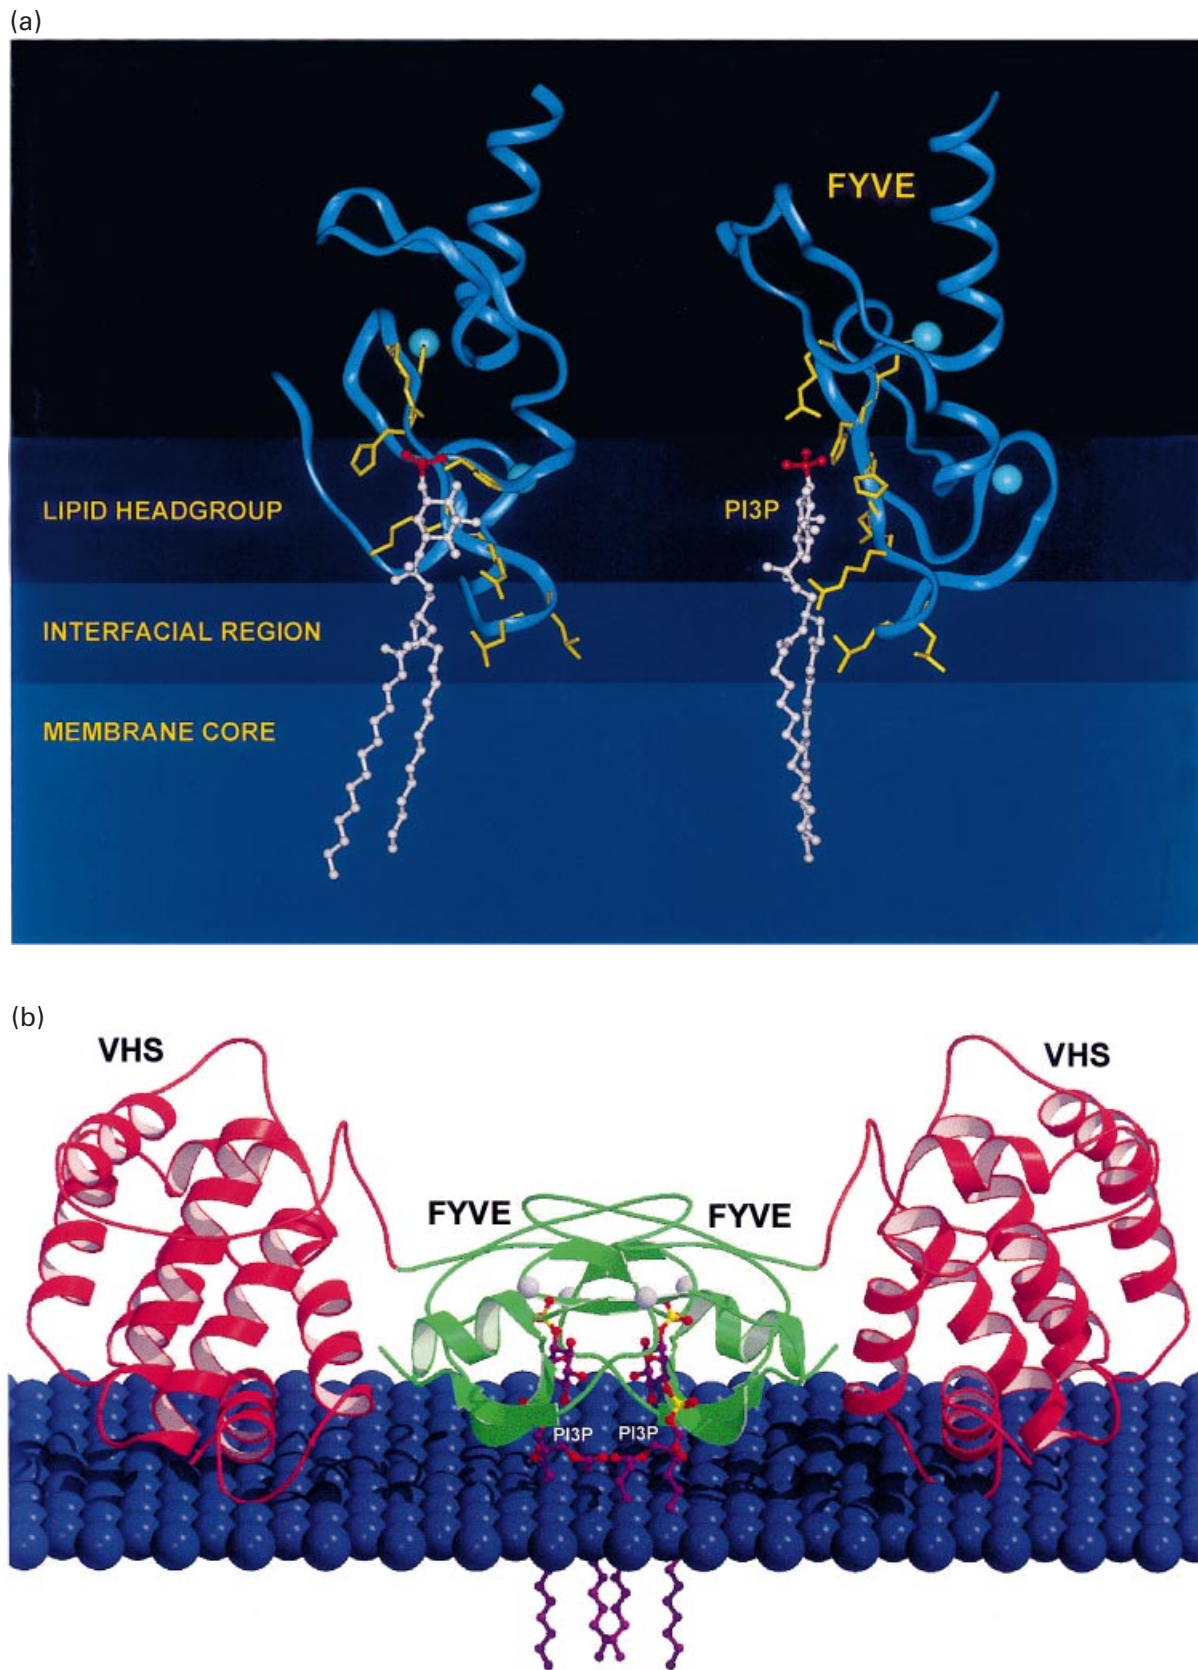 (a)
FYVE
LIPID HEADGROUP
PI3P
INTERFACIAL REGION
MEMBRANE CORE
(b)
VHS
VHS
FYVE
FYVE
PI3P
PI3P